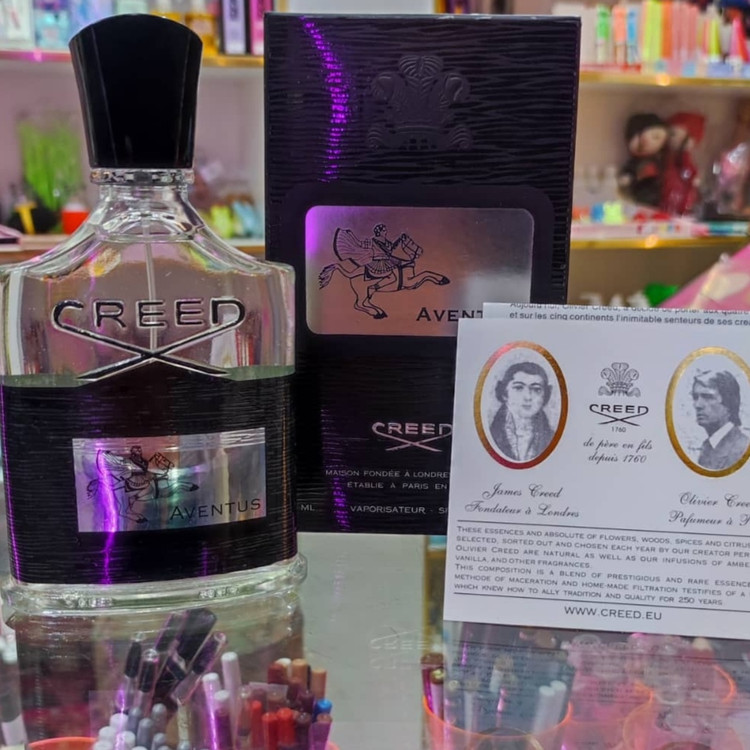 CREED
AVENTUS
AVENTUS
CREED
MAISON FONDÉE À LONDRE
ÉTABLIE À PARIS EN
ML
VAPORISATEUR
et sur les cinq continents l'inimitable senteurs de ses
CREED
1760
de père en fils
depuis 1760
James Creed
Fondateur à Londres
Olivier Cree
Pafumeur à P
THESE ESSENCES AND ABSOLUTE OF FLOWERS, WOODS, SPICES AND CITRU
SELECTED, SORTED OUT AND CHOSEN EACH YEAR BY OUR CREATOR PER
OLIVIER CREED ARE NATURAL AS WELL AS OUR INFUSIONS OF AMBE
VANILLA AND OTHER FRAGRANCES.
THIS COMPOSITION IS A BLEND OF PRESTIGIOUS AND RARE ESSENCE
METHODE OF MACERATION AND HOME-MADE FILTRATION TESTIFIES OF A
WHICH KNEW HOW TO ALLY TRADITION AND QUALITY FOR 250 YEARS
WWW.CREED.EU